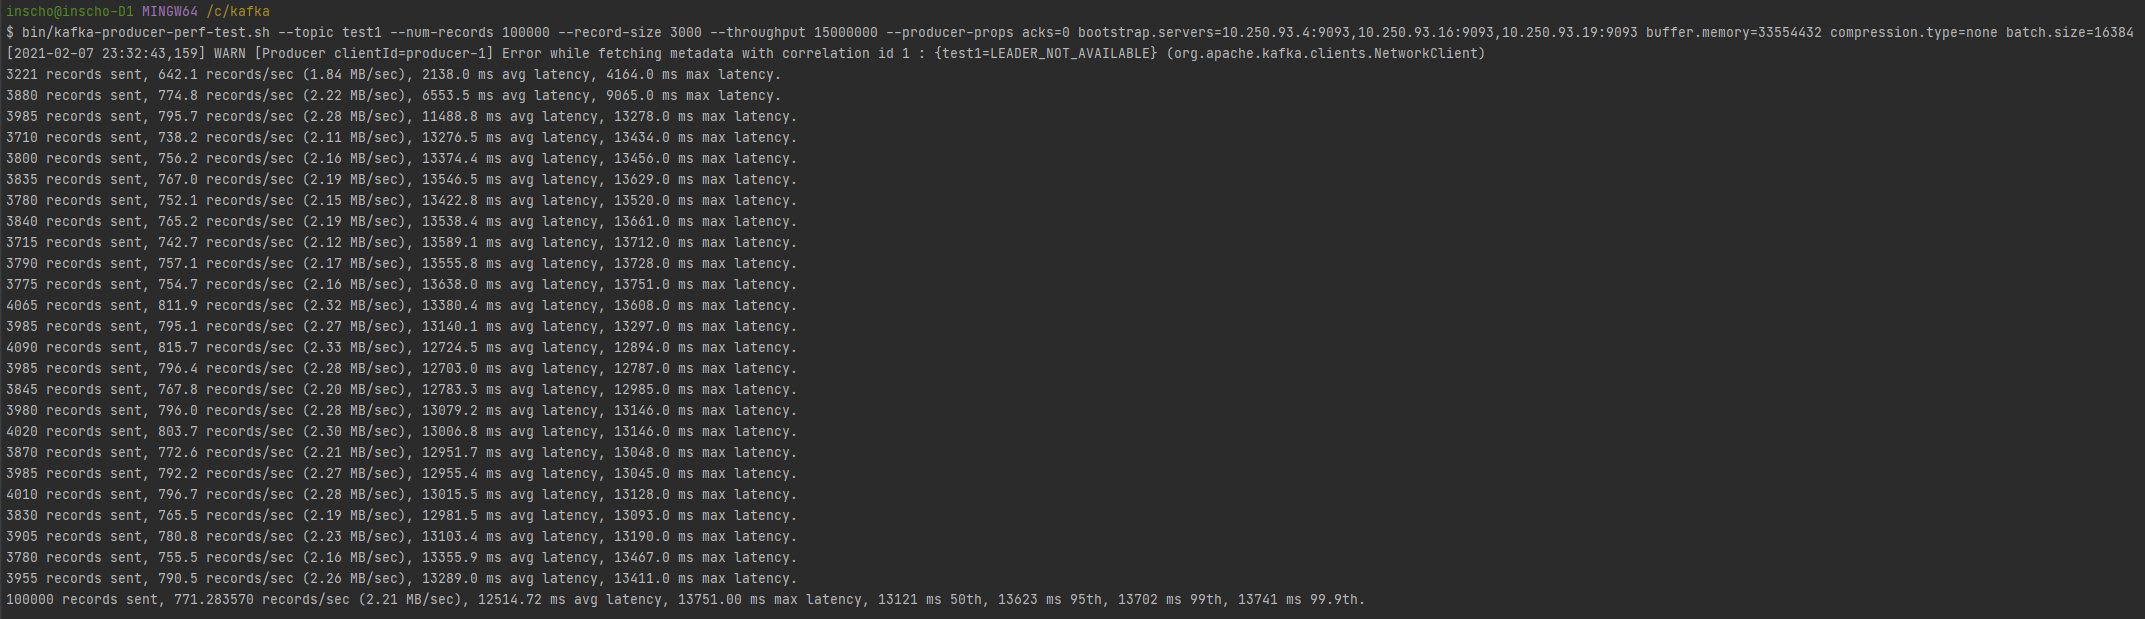 inscho@inscho-D1 MINGW64 /c/kafka
$ bin/kafka-producer-perf-test.sh --topic test1 --num-records 100000 --record-size 3000 --throughput 15000000 --producer-props acks=0 bootstrap.servers=10.250.93.4:9093,10.250.93.16:9093,10.250.93.19:9093 buffer.memory=33554432 compression.type=none batch.size=16384
[2021-02-07 23:32:43,159] WARN [Producer clientId=producer-1] Error while fetching metadata with correlation id 1 : {test1=LEADER_NOT_AVAILABLE} (org.apache.kafka.clients.NetworkClient)
3221 records sent, 642.1 records/sec (1.84 MB/sec), 2138.0 ms avg latency, 4164.0 ms max latency.
3880 records sent, 774.8 records/sec (2.22 MB/sec), 6553.5 ms avg latency, 9065.0 ms max latency.
3985 records sent, 795.7 records/sec (2.28 MB/sec), 11488.8 ms avg latency, 13278.0 ms max latency.
3710 records sent, 738.2 records/sec (2.11 MB/sec), 13276.5 ms avg latency, 13434.0 ms max latency.
3800 records sent, 756.2 records/sec (2.16 MB/sec), 13374.4 ms avg latency, 13456.0 ms max latency.
3835 records sent, 767.0 records/sec (2.19 MB/sec), 13546.5 ms avg latency, 13629.0 ms max latency.
3780 records sent, 752.1 records/sec (2.15 MB/sec), 13422.8 ms avg latency, 13520.0 ms max latency.
3840 records sent, 765.2 records/sec (2.19 MB/sec), 13538.4 ms avg latency, 13661.0 ms max latency.
3715 records sent, 742.7 records/sec (2.12 MB/sec), 13589.1 ms avg latency, 13712.0 ms max latency.
3790 records sent, 757.1 records/sec (2.17 MB/sec), 13555.8 ms avg latency, 13728.0 ms max latency.
3775 records sent, 754.7 records/sec (2.16 MB/sec), 13638.0 ms avg latency, 13751.0 ms max latency.
4065 records sent, 811.9 records/sec (2.32 MB/sec), 13380.4 ms avg latency, 13608.0 ms max latency.
3985 records sent, 795.1 records/sec (2.27 MB/sec), 13140.1 ms avg latency, 13297.0 ms max latency.
4090 records sent, 815.7 records/sec (2.33 MB/sec), 12724.5 ms avg latency, 12894.0 ms max latency.
3985 records sent, 796.4 records/sec (2.28 MB/sec), 12703.0 ms avg latency, 12787.0 ms max latency.
3845 records sent, 767.8 records/sec (2.20 MB/sec), 12783.3 ms avg latency, 12985.0 ms max latency.
3980 records sent, 796.0 records/sec (2.28 MB/sec), 13079.2 ms avg latency, 13146.0 ms max latency.
4020 records sent, 803.7 records/sec (2.30 MB/sec), 13006.8 ms avg latency, 13146.0 ms max latency.
3870 records sent, 772.6 records/sec (2.21 MB/sec), 12951.7 ms avg latency, 13048.0 ms max latency.
3985 records sent, 792.2 records/sec (2.27 MB/sec), 12955.4 ms avg latency, 13045.0 ms max latency.
4010 records sent, 796.7 records/sec (2.28 MB/sec), 13015.5 ms avg latency, 13128.0 ms max latency.
3830 records sent, 765.5 records/sec (2.19 MB/sec), 12981.5 ms avg latency, 13093.0 ms max latency.
3905 records sent, 780.8 records/sec (2.23 MB/sec), 13103.4 ms avg latency, 13190.0 ms max latency.
3780 records sent, 755.5 records/sec (2.16 MB/sec), 13355.9 ms avg latency, 13467.0 ms max latency.
3955 records sent, 790.5 records/sec (2.26 MB/sec), 13289.0 ms avg latency, 13411.0 ms max latency.
100000 records sent, 771.283570 records/sec (2.21 MB/sec), 12514.72 ms avg latency, 13751.00 ms max latency, 13121 ms 50th, 13623 ms 95th, 13702 ms 99th, 13741 ms 99.9th.